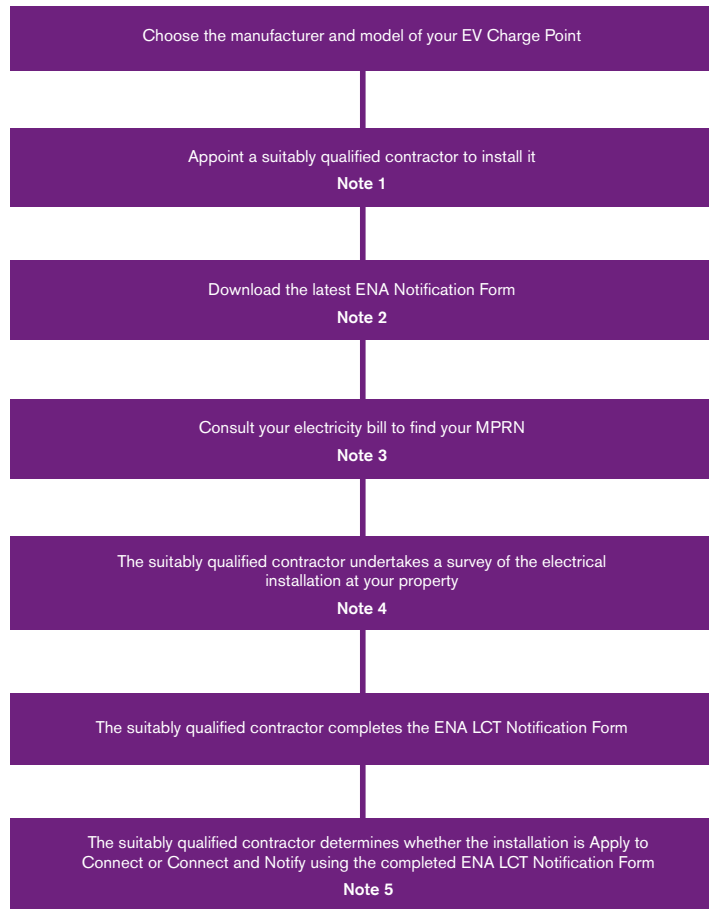 Choose the manufacturer and model of your EV Charge Point
Appoint a suitably qualified contractor to install it
Note 1
Download the latest ENA Notification Form
Note 2
Consult your electricity bill to find your MPRN
Note 3
The suitably qualified contractor undertakes a survey of the electrical
installation at your property
Note 4
The suitably qualified contractor completes the ENA LCT Notification Form
The suitably qualified contractor determines whether the installation is Apply to
Connect or Connect and Notify using the completed ENA LCT Notification Form
Note 5